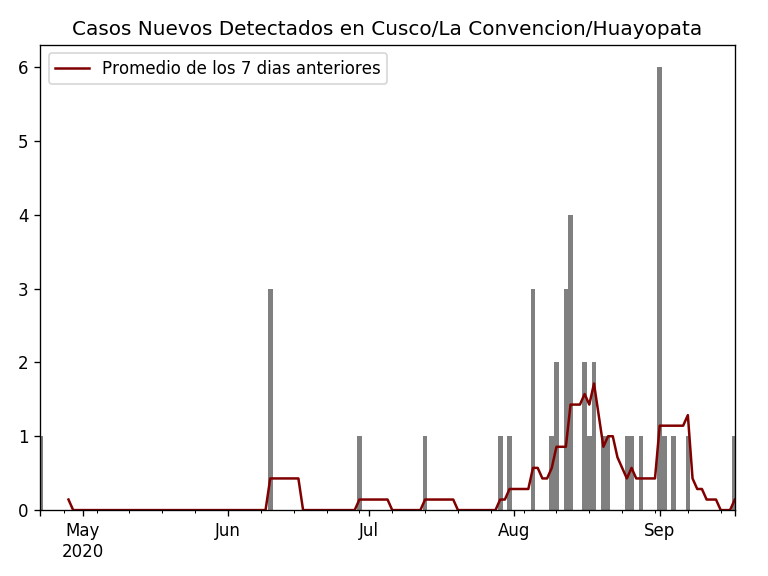 Casos Nuevos Detectados en Cusco/La Convencion/Huayopata
Promedio de los 7 dias anteriores
6
5
4
3
2
1
0
May Jun Jul Aug Sep
2020